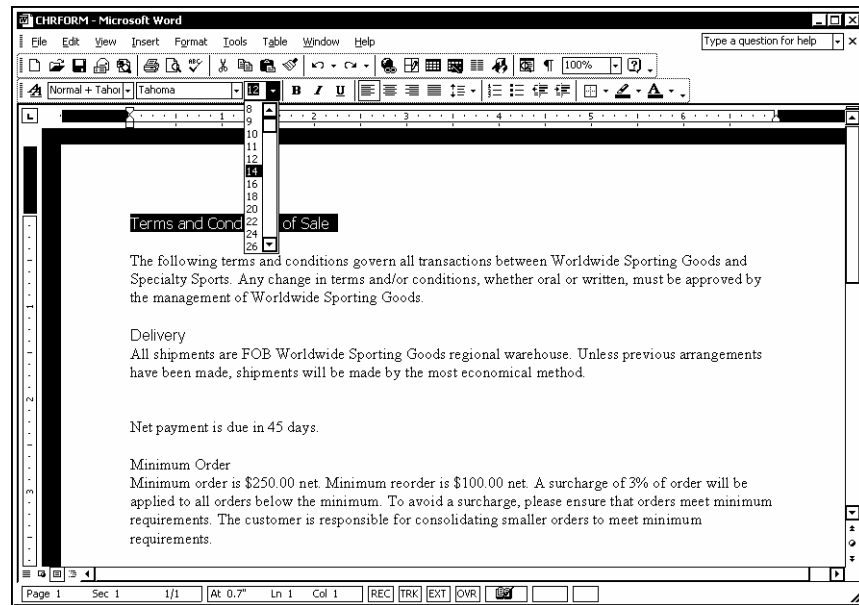 CHRFORM - Microsoft Word
File Edit View Insert Format Tools Table Window Help Type a question for help
100%
Normal + Tahoi Tahoma 12 B I U
1 2 3 4 5 6
8
9
10
11
12
14
16
18
20
22
24
26
Terms and Cond of Sale
The following terms and conditions govern all transactions between Worldwide Sporting Goods and
Specialty Sports. Any change in terms and/or conditions, whether oral or written, must be approved by
the management of Worldwide Sporting Goods.
Delivery
All shipments are FOB Worldwide Sporting Goods regional warehouse. Unless previous arrangements
have been made, shipments will be made by the most economical method.
Net payment is due in 45 days.
Minimum Order
Minimum order is $250.00 net. Minimum reorder is $100.00 net. A surcharge of 3% of order will be
applied to all orders below the minimum. To avoid a surcharge, please ensure that orders meet minimum
requirements. The customer is responsible for consolidating smaller orders to meet minimum
requirements.
Page 1 Sec 1 1/1 At 0.7" Ln 1 Col 1 REC TRK EXT OVR